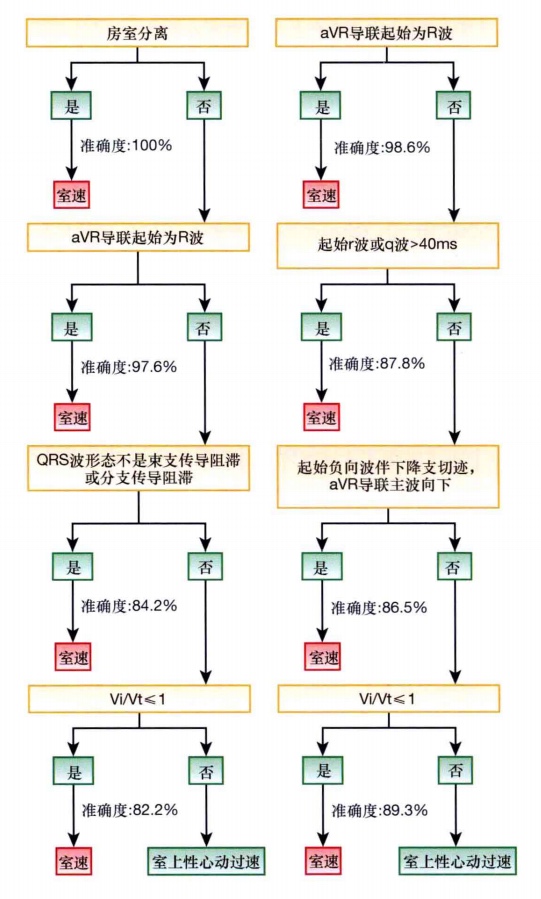 房室分离
是
否
准确度:100%
室速
aVR导联起始为R波
是
否
准确度:97.6%
室速
QRS波形态不是束支传导阻滞
或分支传导阻滞
是
否
准确度:84.2%
室速
Vi/Vt≤1
是
否
准确度:82.2%
室速
室上性心动过速
aVR导联起始为R波
是
否
准确度:98.6%
室速
起始r波或q波>40ms
是
否
准确度:87.8%
室速
起始负向波伴下降支切迹，
aVR导联主波向下
是
否
准确度:86.5%
室速
Vi/Vt≤1
是
否
准确度:89.3%
室速
室上性心动过速